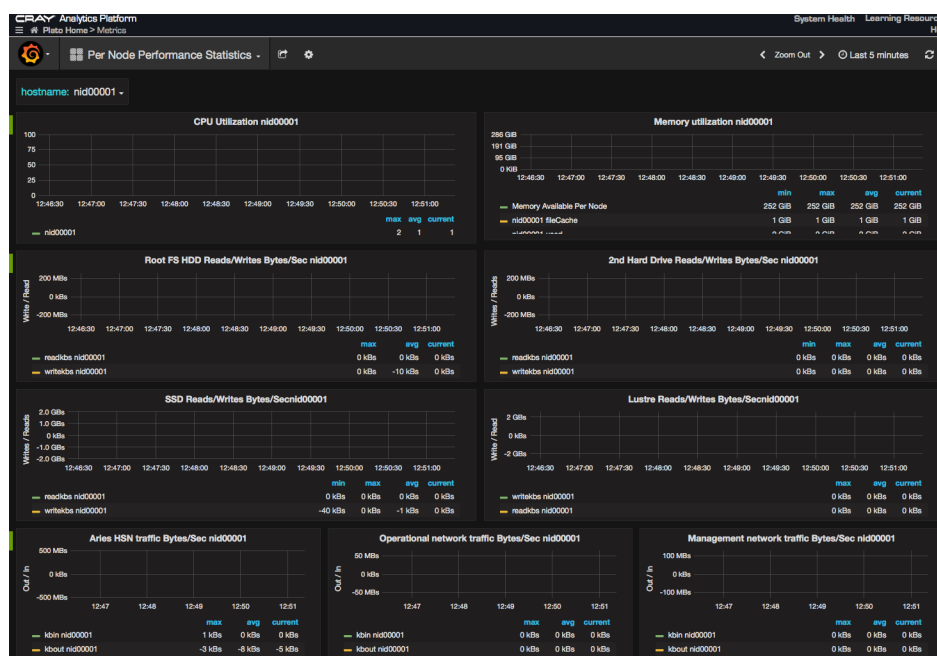 CRAY Analytics Platform
System Health Learning Resourc
Plato Home > Metrics
H
Per Node Performance Statistics
Zoom Out
Last 5 minutes
hostname: nid00001
CPU Utilization nid00001
100
75
50
25
0
12:46:30 12:47:00 12:47:30 12:48:00 12:48:30 12:49:00 12:49:30 12:50:00 12:50:30 12:51:00
max avg current
nid00001 2 1 1
Memory utilization nid00001
286 GiB
191 GiB
95 GiB
0 KiB
12:46:30 12:47:00 12:47:30 12:48:00 12:48:30 12:49:00 12:49:30 12:50:00 12:50:30 12:51:00
min max avg current
Memory Available Per Node 252 GiB 252 GiB 252 GiB 252 GiB
nid00001 fileCache 1 GiB 1 GiB 1 GiB 1 GiB
nid00001 used 0 GiB 0 GiB 0 GiB 0 GiB
Root FS HDD Reads/Writes Bytes/Sec nid00001
Write / Read
200 MBs
0 kBs
-200 MBs
12:46:30 12:47:00 12:47:30 12:48:00 12:48:30 12:49:00 12:49:30 12:50:00 12:50:30 12:51:00
max avg current
readkbs nid00001 0 kBs 0 kBs 0 kBs
writekbs nid00001 0 kBs -10 kBs 0 kBs
2nd Hard Drive Reads/Writes Bytes/Sec nid00001
Writes / Reads
200 MBs
0 kBs
-200 MBs
12:46:30 12:47:00 12:47:30 12:48:00 12:48:30 12:49:00 12:49:30 12:50:00 12:50:30 12:51:00
min max avg current
readkbs nid00001 0 kBs 0 kBs 0 kBs 0 kBs
writekbs nid00001 0 kBs 0 kBs 0 kBs 0 kBs
SSD Reads/Writes Bytes/Secnid00001
Writes / Reads
2.0 GBs
1.0 GBs
0 kBs
-1.0 GBs
-2.0 GBs
12:46:30 12:47:00 12:47:30 12:48:00 12:48:30 12:49:00 12:49:30 12:50:00 12:50:30 12:51:00
min max avg current
readkbs nid00001 0 kBs 0 kBs 0 kBs 0 kBs
writekbs nid00001 -40 kBs 0 kBs -1 kBs 0 kBs
Lustre Reads/Writes Bytes/Secnid00001
Write / Read
2 GBs
0 kBs
-2 GBs
12:46:30 12:47:00 12:47:30 12:48:00 12:48:30 12:49:00 12:49:30 12:50:00 12:50:30 12:51:00
max avg current
writekbs nid00001 0 kBs 0 kBs 0 kBs
readkbs nid00001 0 kBs 0 kBs 0 kBs
Aries HSN traffic Bytes/Sec nid00001
Out / In
500 MBs
0 kBs
-500 MBs
12:47 12:48 12:49 12:50 12:51
max avg current
kbin nid00001 1 kBs 0 kBs 0 kBs
kbout nid00001 -3 kBs -8 kBs -5 kBs
Operational network traffic Bytes/Sec nid00001
Out / In
50 MBs
0 kBs
-50 MBs
12:47 12:48 12:49 12:50 12:51
max avg current
kbin nid00001 0 kBs 0 kBs 0 kBs
kbout nid00001 0 kBs 0 kBs 0 kBs
Management network traffic Bytes/Sec nid00001
Out / In
100 MBs
0 kBs
-100 MBs
12:47 12:48 12:49 12:50 12:51
max avg current
kbin nid00001 0 kBs 0 kBs 0 kBs
kbout nid00001 0 kBs 0 kBs 0 kBs